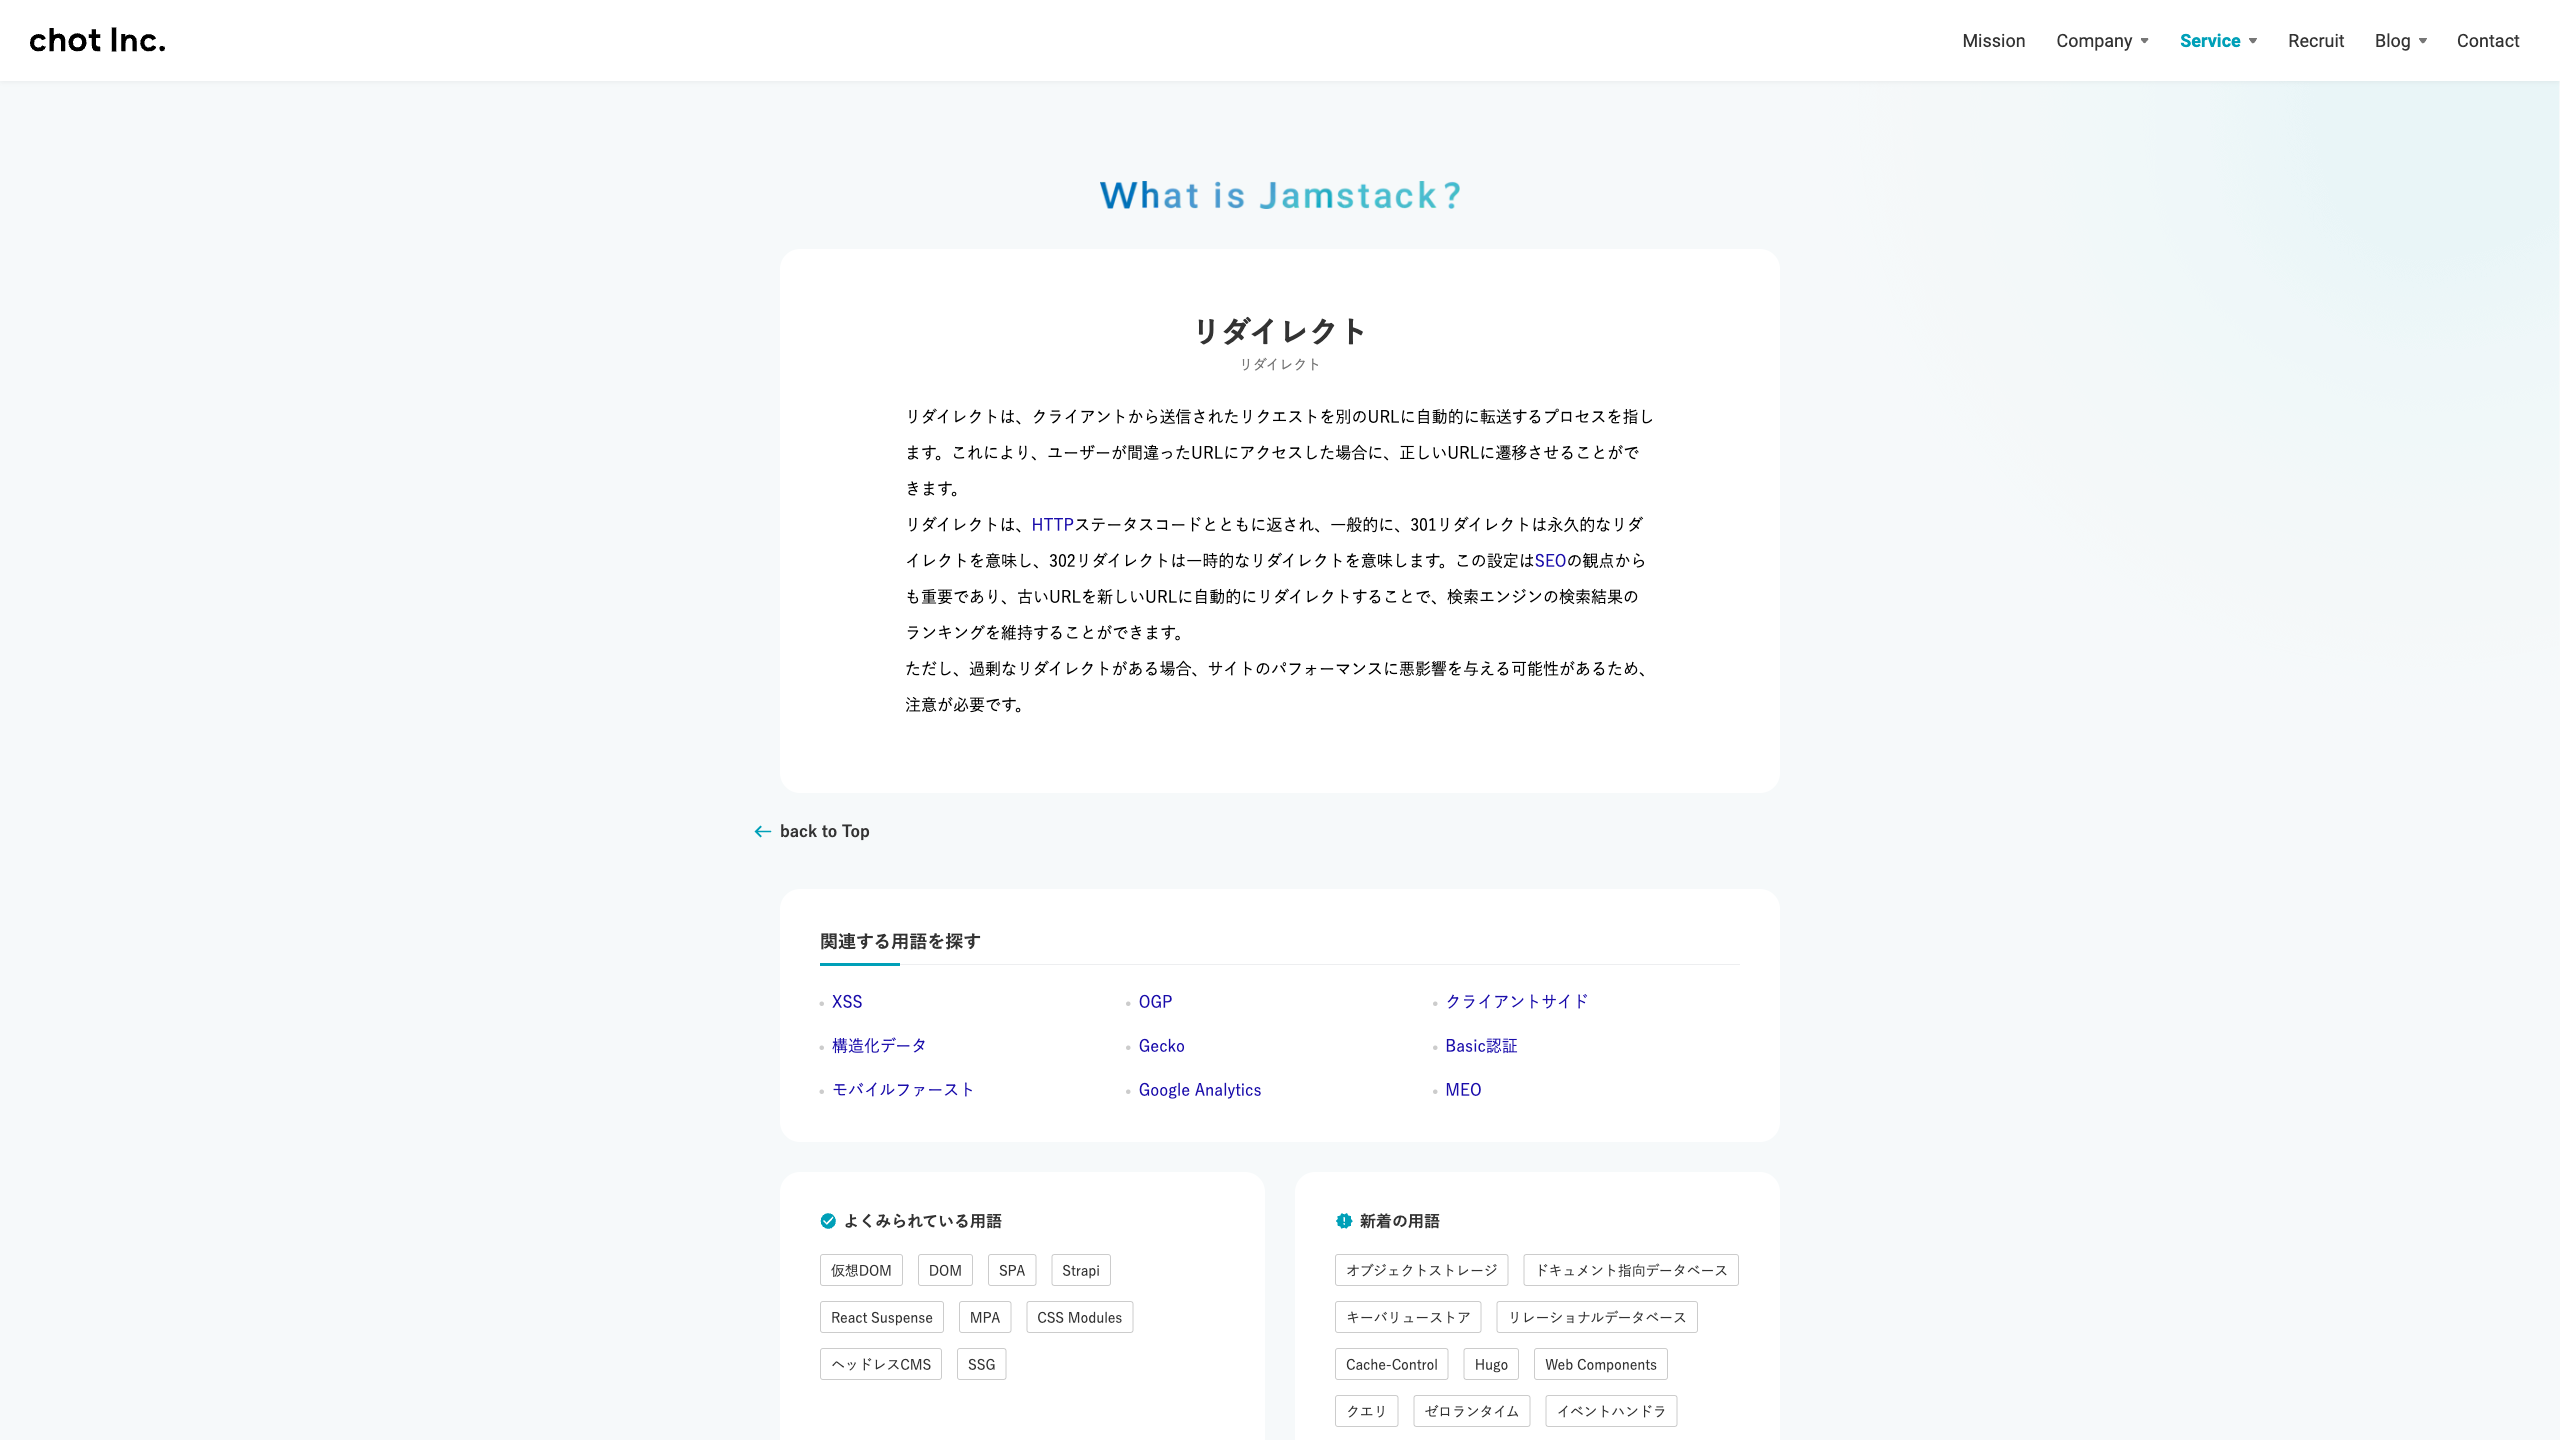 chot Inc.
Mission Company Service Recruit Blog Contact
What is Jamstack?
リダイレクト
リダイレクト
リダイレクトは、クライアントから送信されたリクエストを別のURLに自動的に転送するプロセスを指し
ます。これにより、ユーザーが間違ったURLにアクセスした場合に、正しいURLに遷移させることがで
きます。
リダイレクトは、HTTPステータスコードとともに返され、一般的に、301リダイレクトは永久的なリダ
イレクトを意味し、302リダイレクトは一時的なリダイレクトを意味します。この設定はSEOの観点から
も重要であり、古いURLを新しいURLに自動的にリダイレクトすることで、検索エンジンの検索結果の
ランキングを維持することができます。
ただし、過剰なリダイレクトがある場合、サイトのパフォーマンスに悪影響を与える可能性があるため、
注意が必要です。
back to Top
関連する用語を探す
XSS OGP クライアントサイド
構造化データ Gecko Basic認証
モバイルファースト Google Analytics MEO
よくみられている用語
仮想DOM DOM SPA Strapi
React Suspense MPA CSS Modules
ヘッドレスCMS SSG
新着の用語
オブジェクトストレージ ドキュメント指向データベース
キーバリューストア リレーショナルデータベース
Cache-Control Hugo Web Components
クエリ ゼロランタイム イベントハンドラ